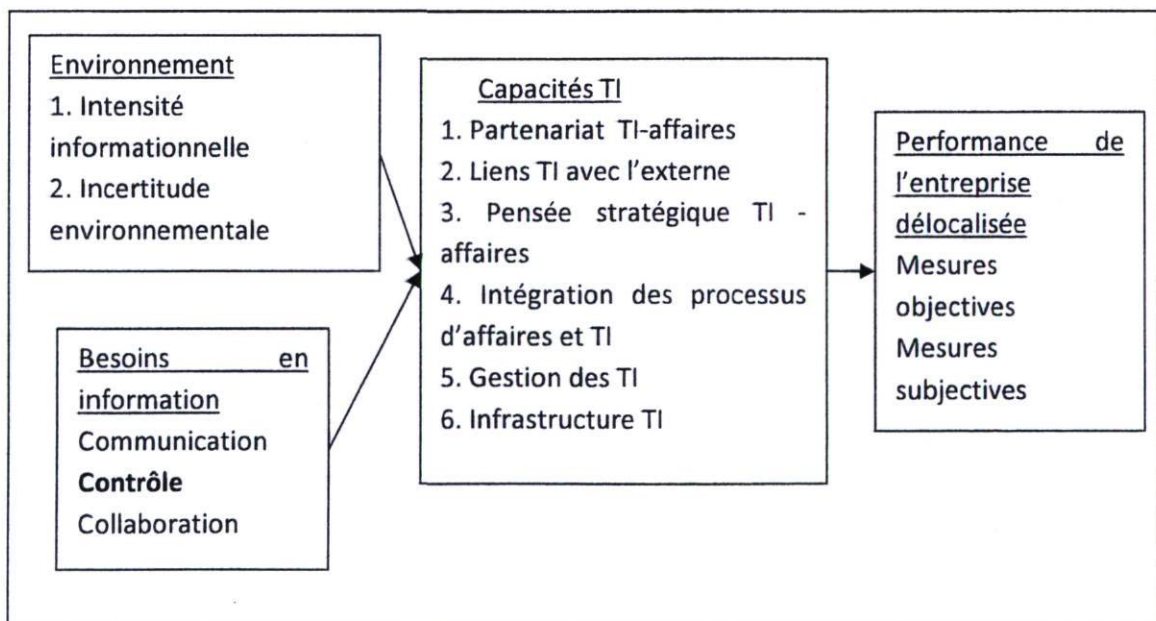 Environnement
1. Intensité
informationnelle
2. Incertitude
environnementale
Besoins en
information
Communication
Contrôle
Collaboration
Capacités TI
1. Partenariat TI-affaires
2. Liens TI avec l'externe
3. Pensée stratégique TI -
affaires
4. Intégration des processus
d'affaires et TI
5. Gestion des TI
6. Infrastructure TI
Performance de
l'entreprise
délocalisée
Mesures
objectives
Mesures
subjectives